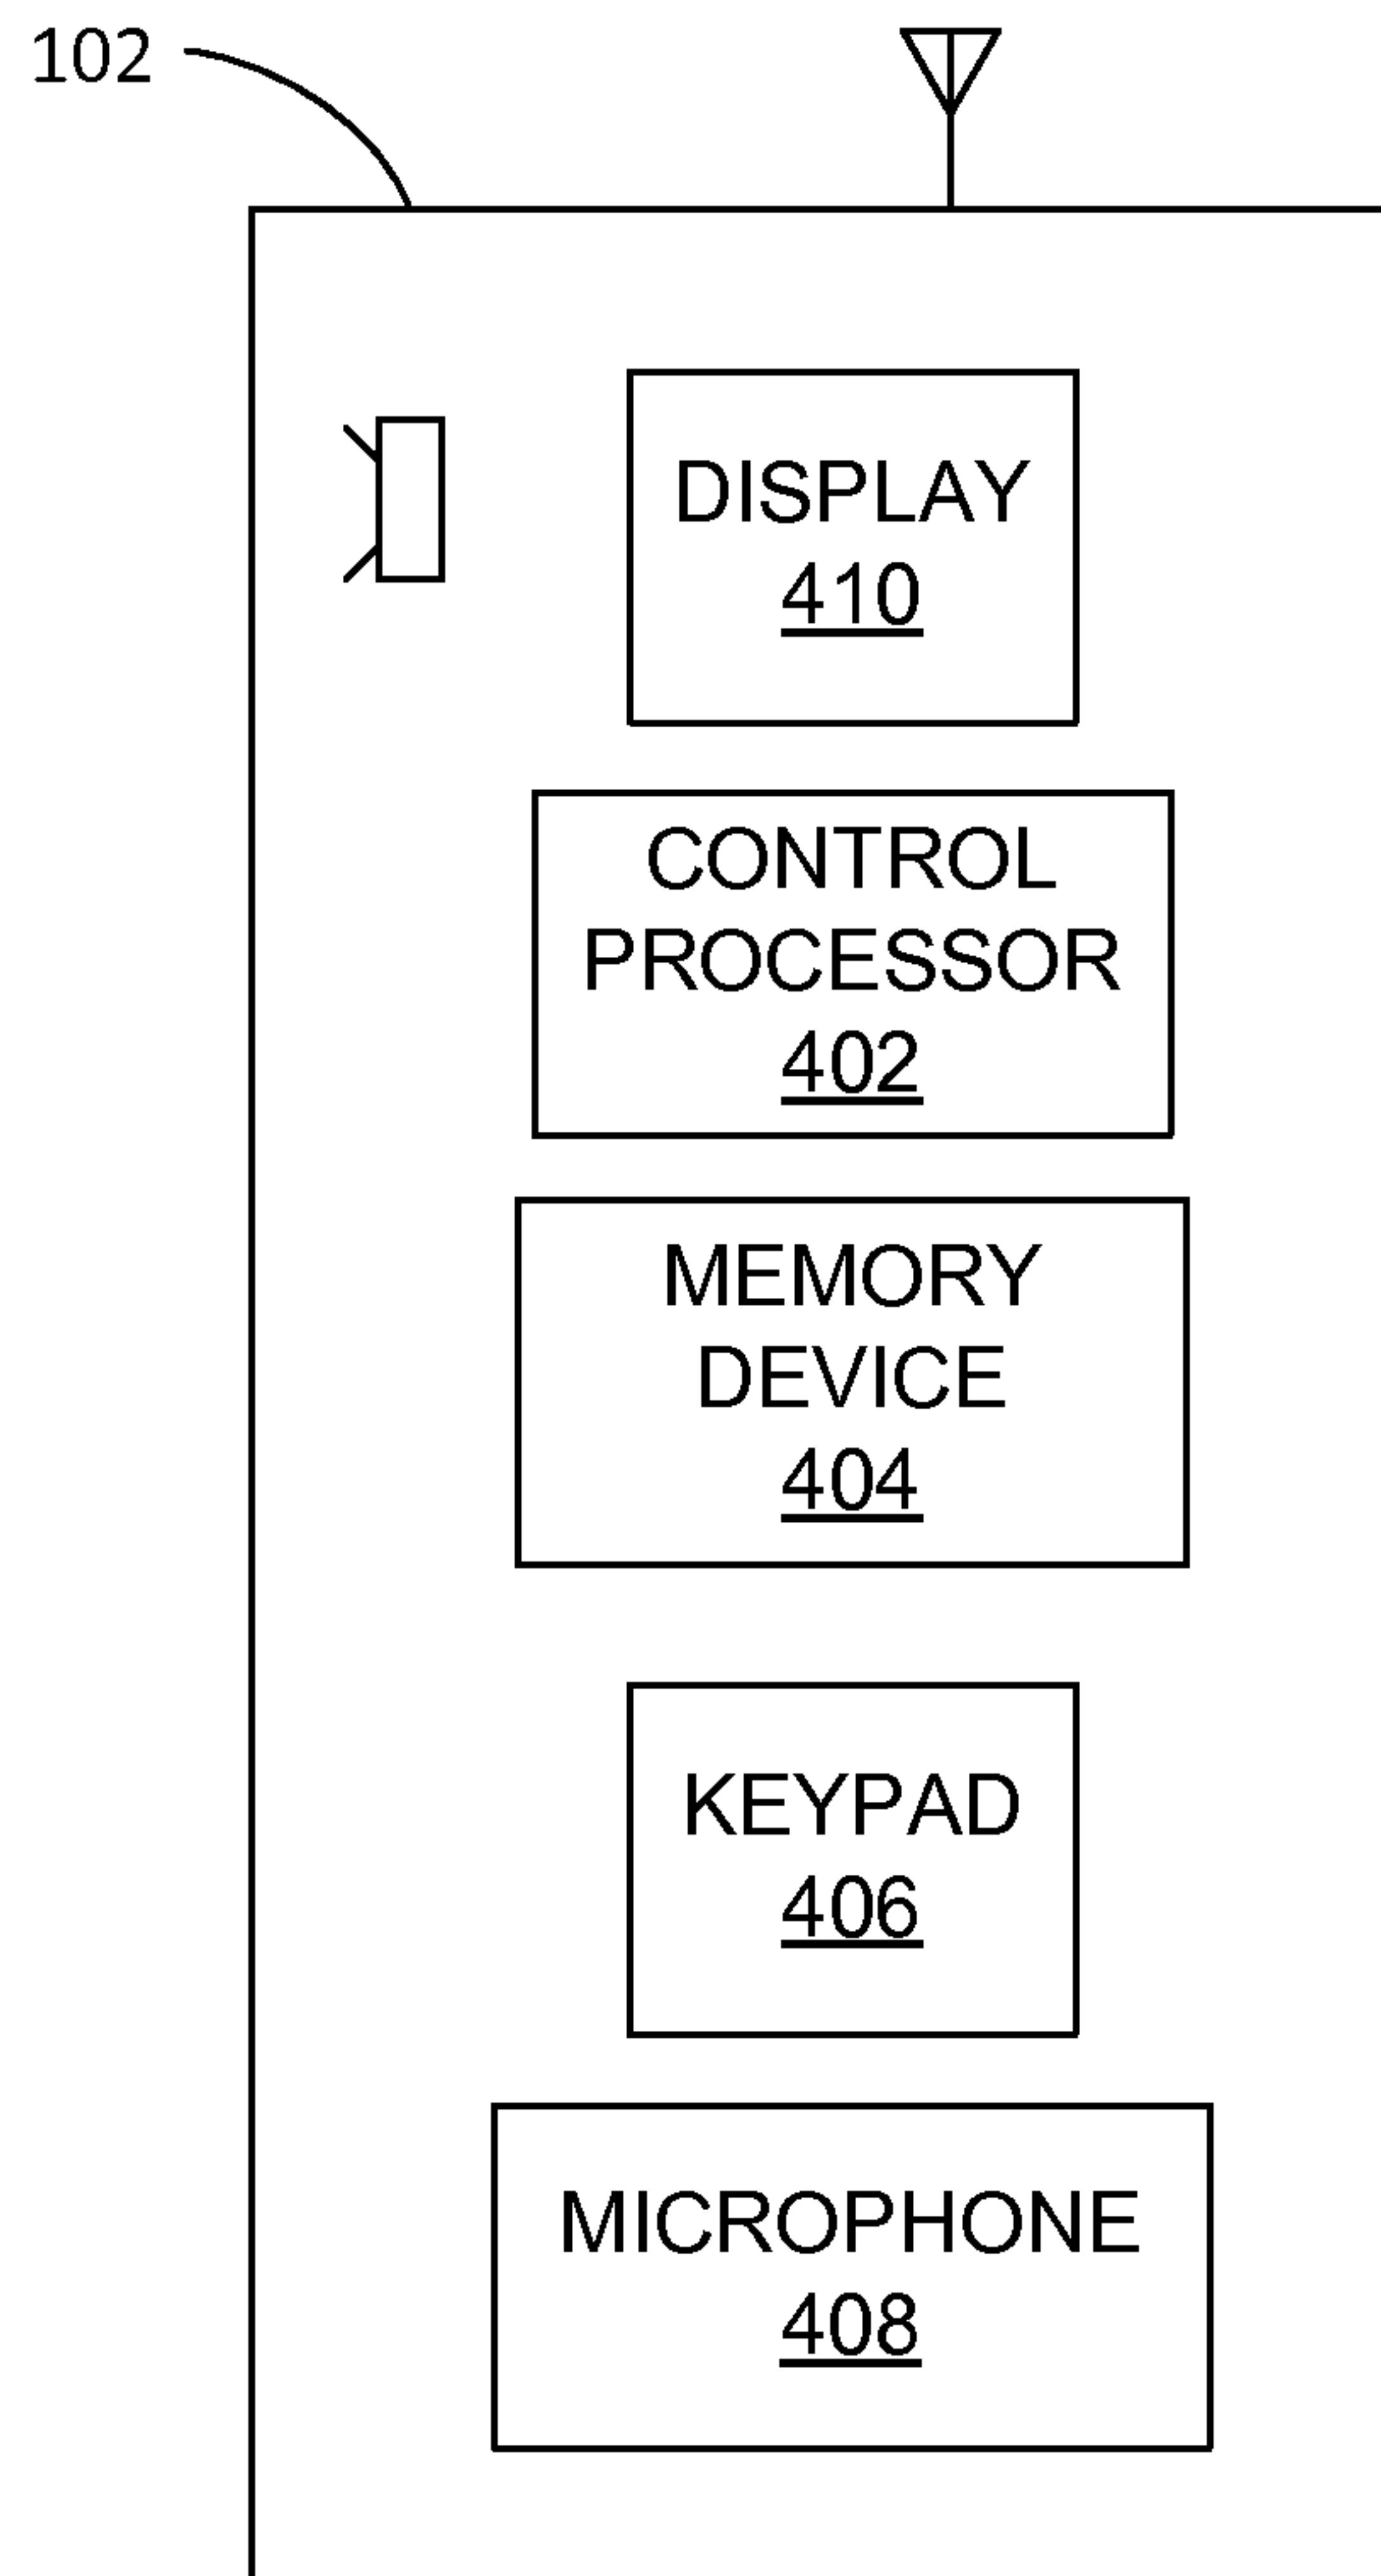 102
DISPLAY
410
CONTROL
PROCESSOR
402
MEMORY
DEVICE
404
KEYPAD
406
MICROPHONE
408